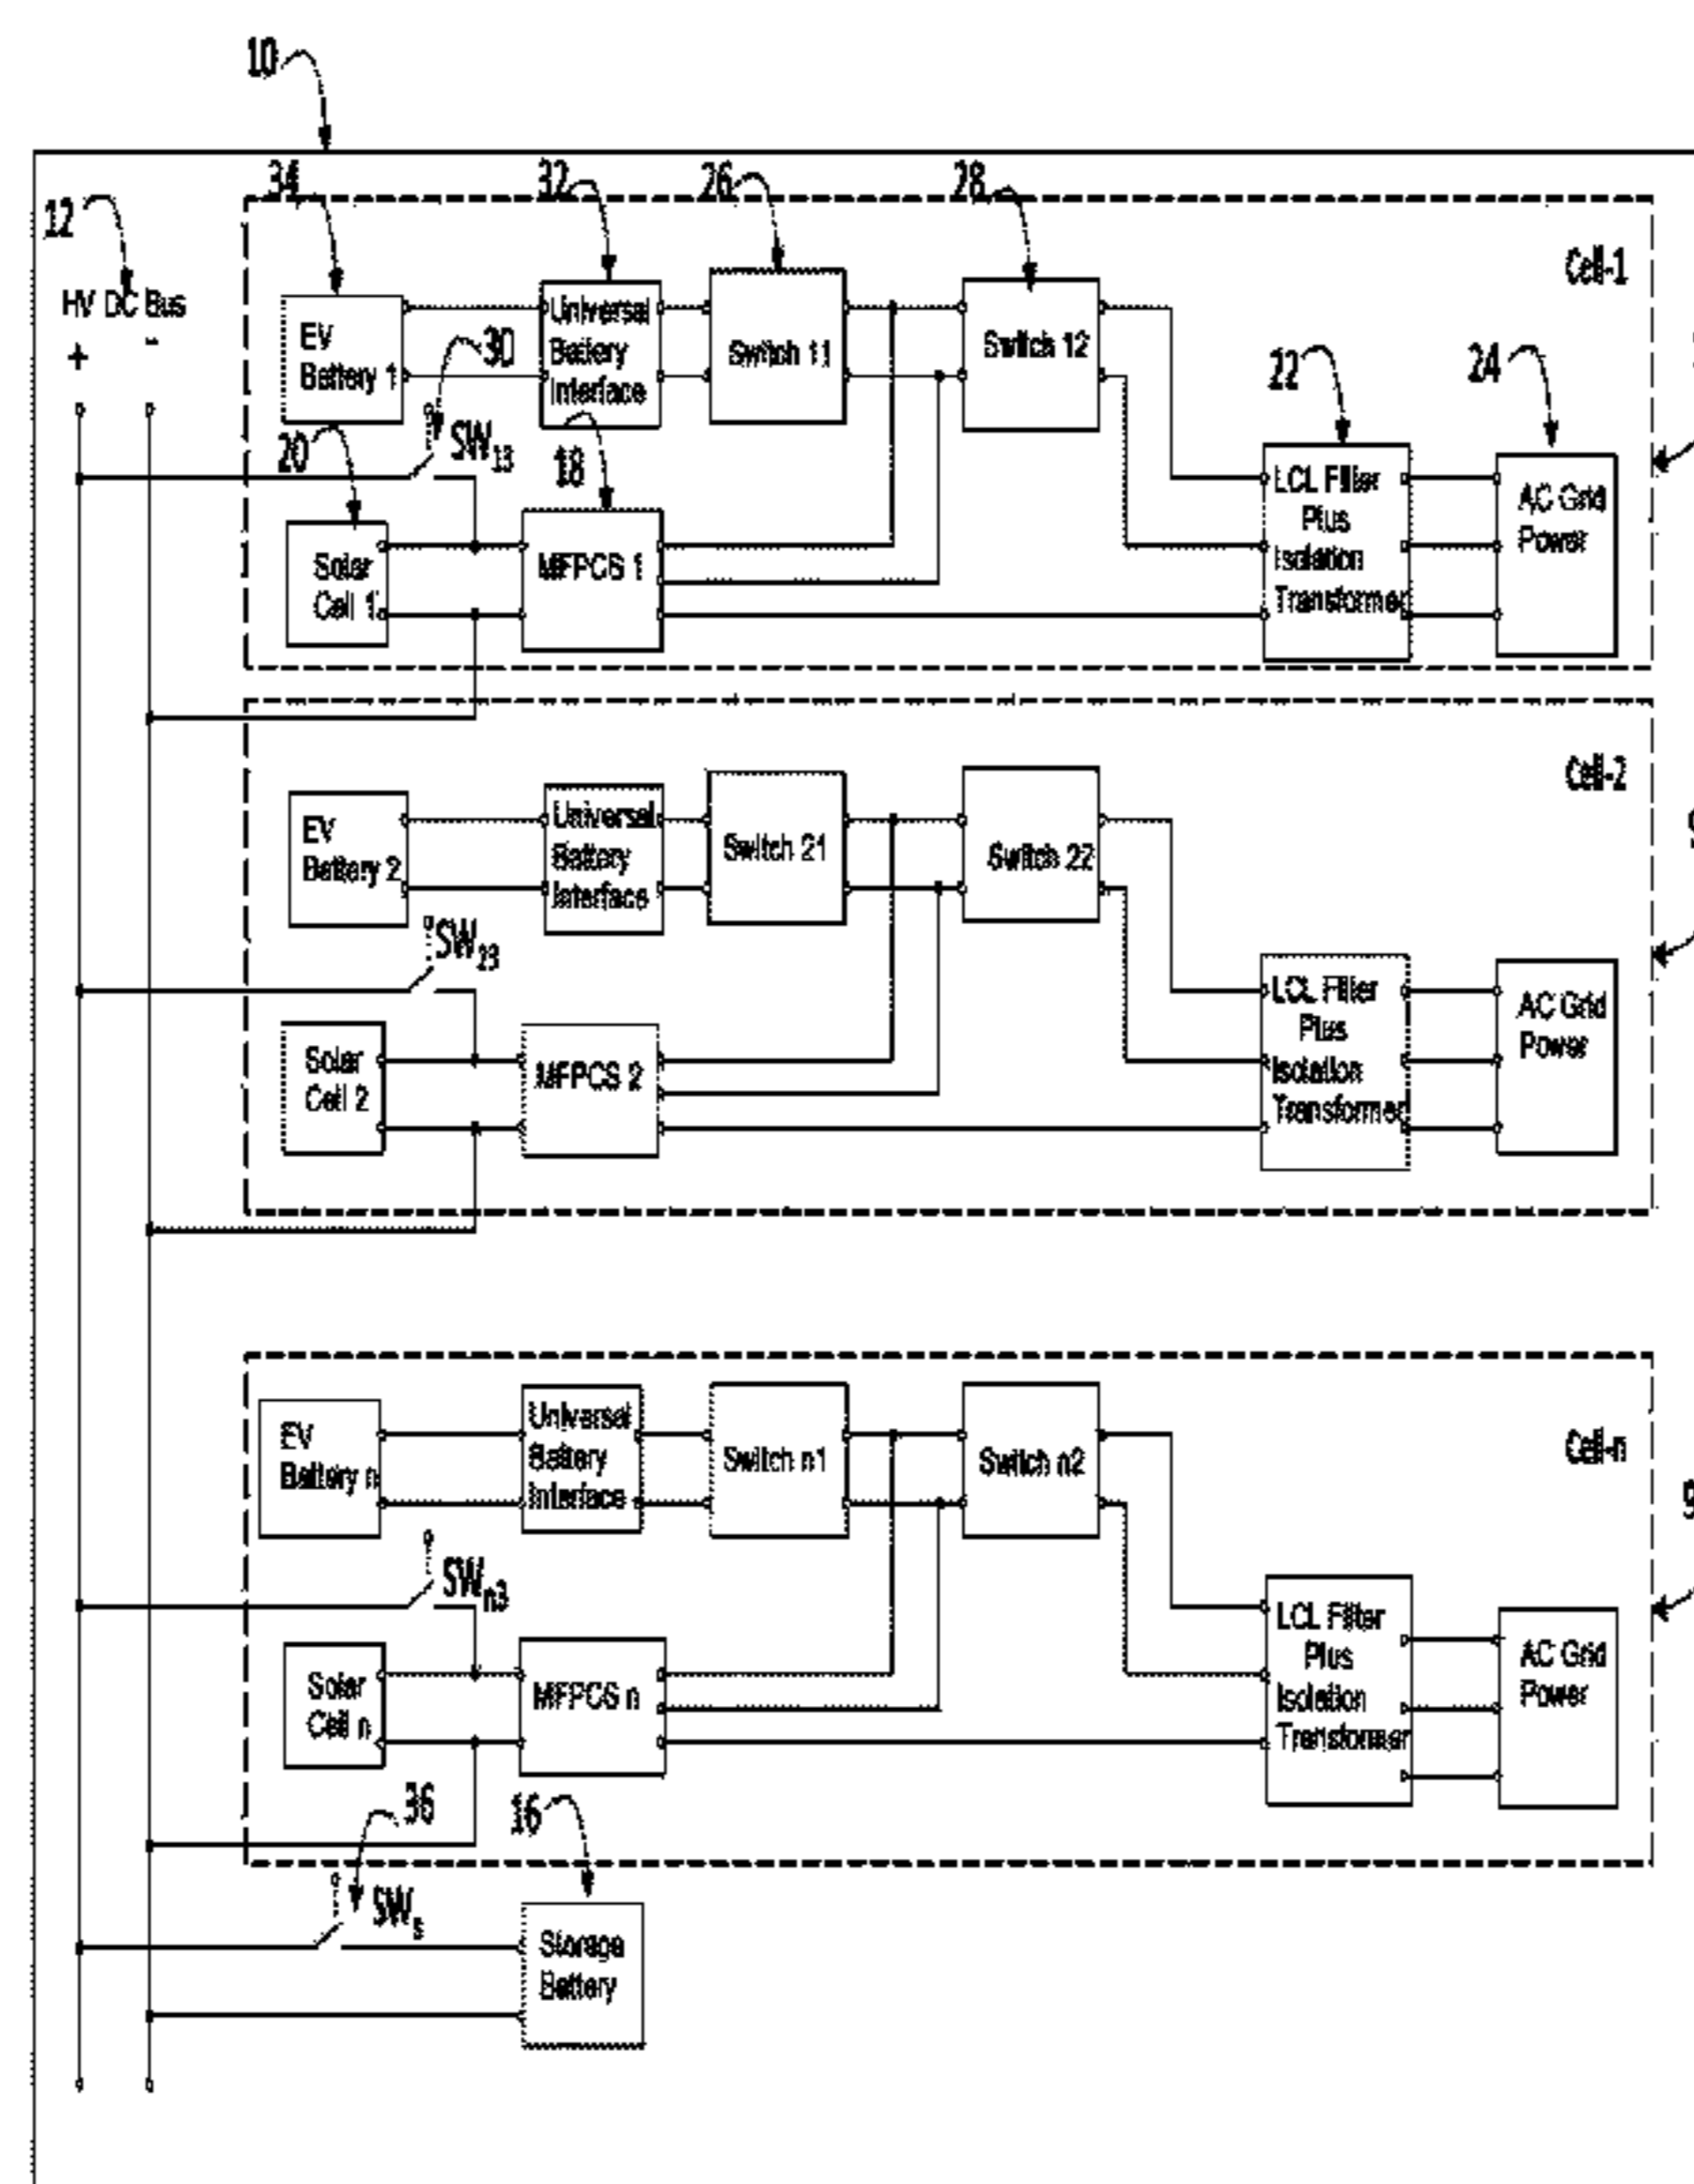 10
34
32
26
28
12
HV DC Bus
+ -
Cell-1
EV
Battery 1
Universal
Battery
Interface
Switch 11
Switch 12
30
SW13
20
18
22
24
Solar
Cell 1
MFPCS 1
LCL Filter
Plus
Isolation
Transformer
AC Grid
Power
Cell-2
EV
Battery 2
Universal
Battery
Interface
Switch 21
Switch 22
SW23
Solar
Cell 2
MFPCS 2
LCL Filter
Plus
Isolation
Transformer
AC Grid
Power
Cell-n
EV
Battery n
Universal
Battery
Interface
Switch n1
Switch n2
SWn3
Solar
Cell n
MFPCS n
LCL Filter
Plus
Isolation
Transformer
AC Grid
Power
36
16
SWs
Storage
Battery